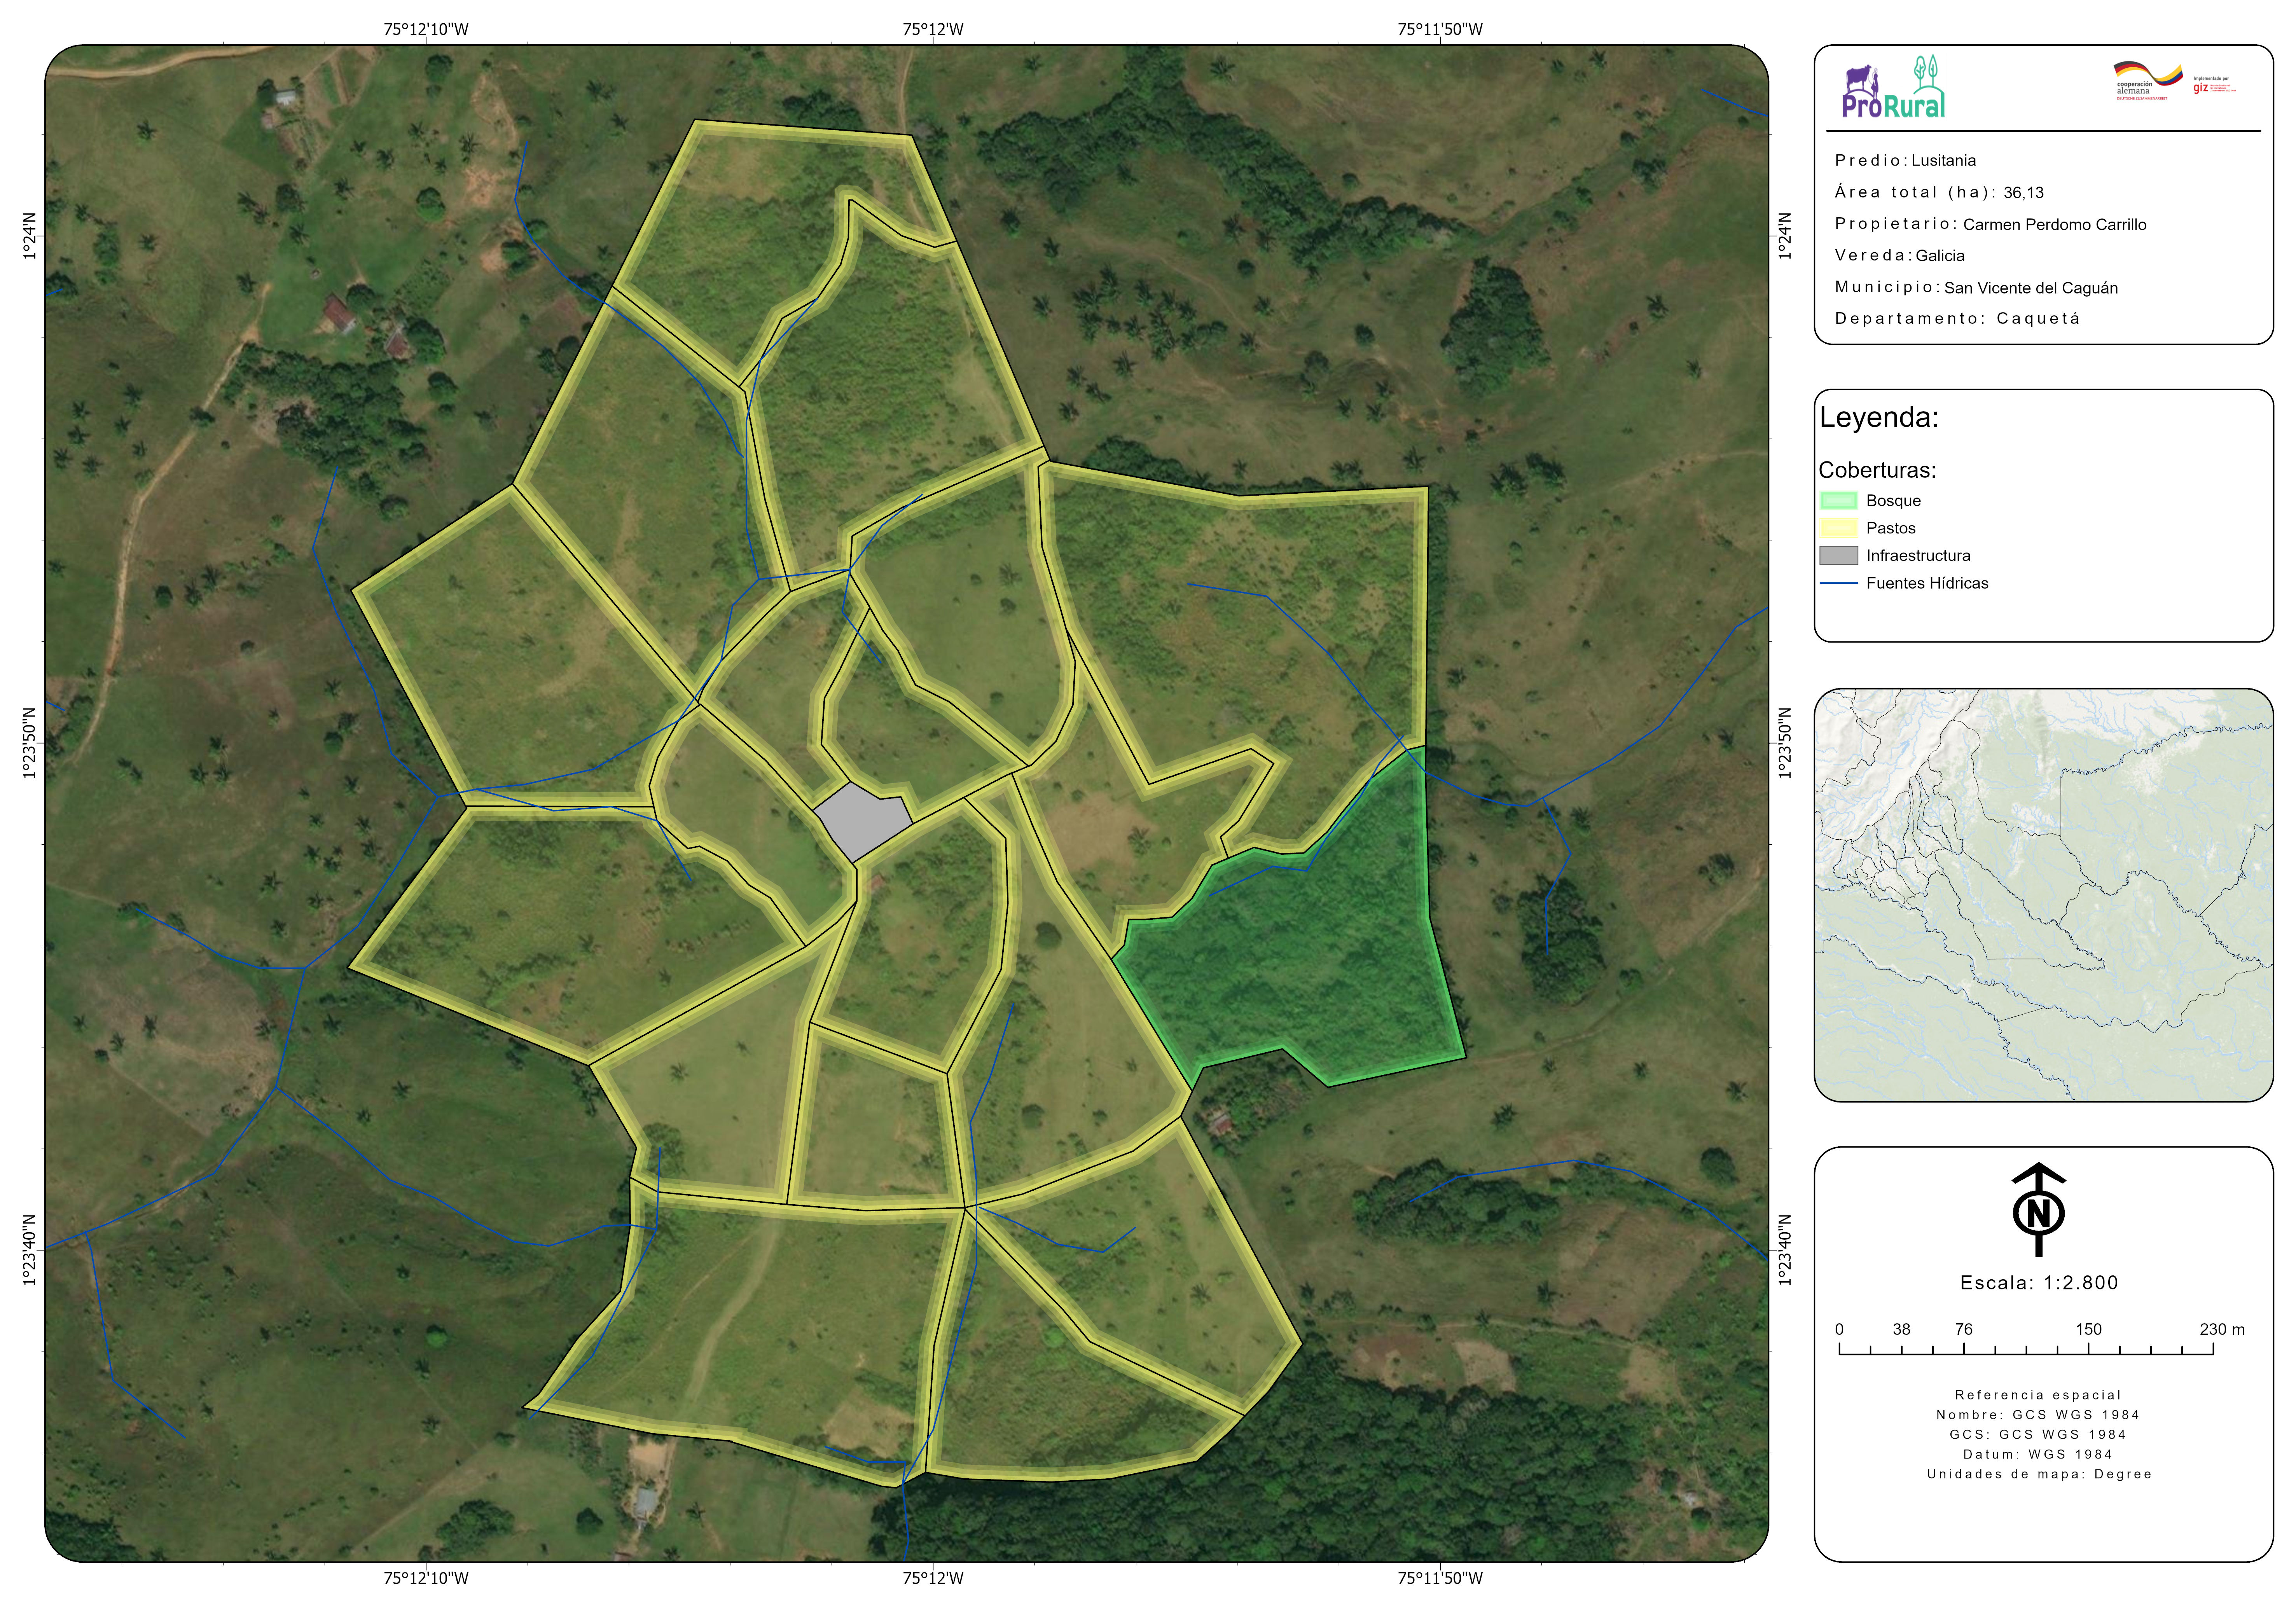 75°12'10"W 75°12'W 75°11'50"W
1°24'N
1°23'50"N
1°23'40"N
1°24'N
1°23'50"N
1°23'40"N
75°12'10"W 75°12'W 75°11'50"W
ProRural
cooperación
alemana
DEUTSCHE ZUSAMMENARBEIT
Implementada por
giz
Predio: Lusitania
Área total (ha): 36,13
Propietario: Carmen Perdomo Carrillo
Vereda: Galicia
Municipio: San Vicente del Caguán
Departamento: Caquetá
Leyenda:
Coberturas:
Bosque
Pastos
Infraestructura
Fuentes Hídricas
N
Escala: 1:2.800
0 38 76 150 230 m
Referencia espacial
Nombre: GCS WGS 1984
GCS: GCS WGS 1984
Datum: WGS 1984
Unidades de mapa: Degree